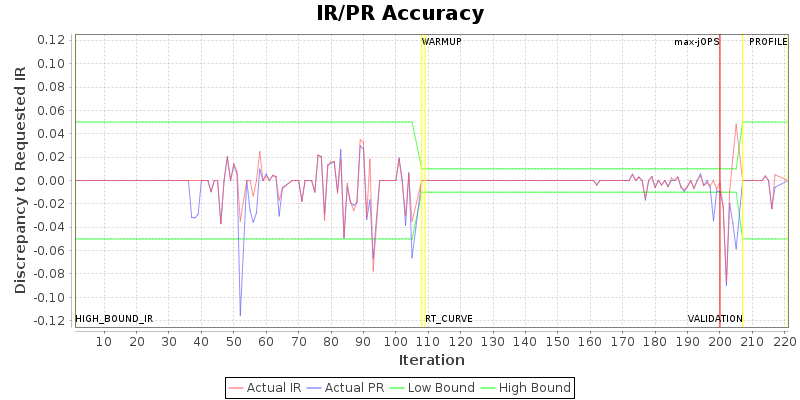 IR/PR Accuracy
Discrepancy to Requested IR
0.12
0.10
0.08
0.06
0.04
0.02
0.00
-0.02
-0.04
-0.06
-0.08
-0.10
-0.12
WARMUP
max-jOPS
PROFILE
HIGH_BOUND_IR
RT_CURVE
VALIDATION
10 20 30 40 50 60 70 80 90 100 110 120 130 140 150 160 170 180 190 200 210 220
Iteration
Actual IR Actual PR Low Bound High Bound